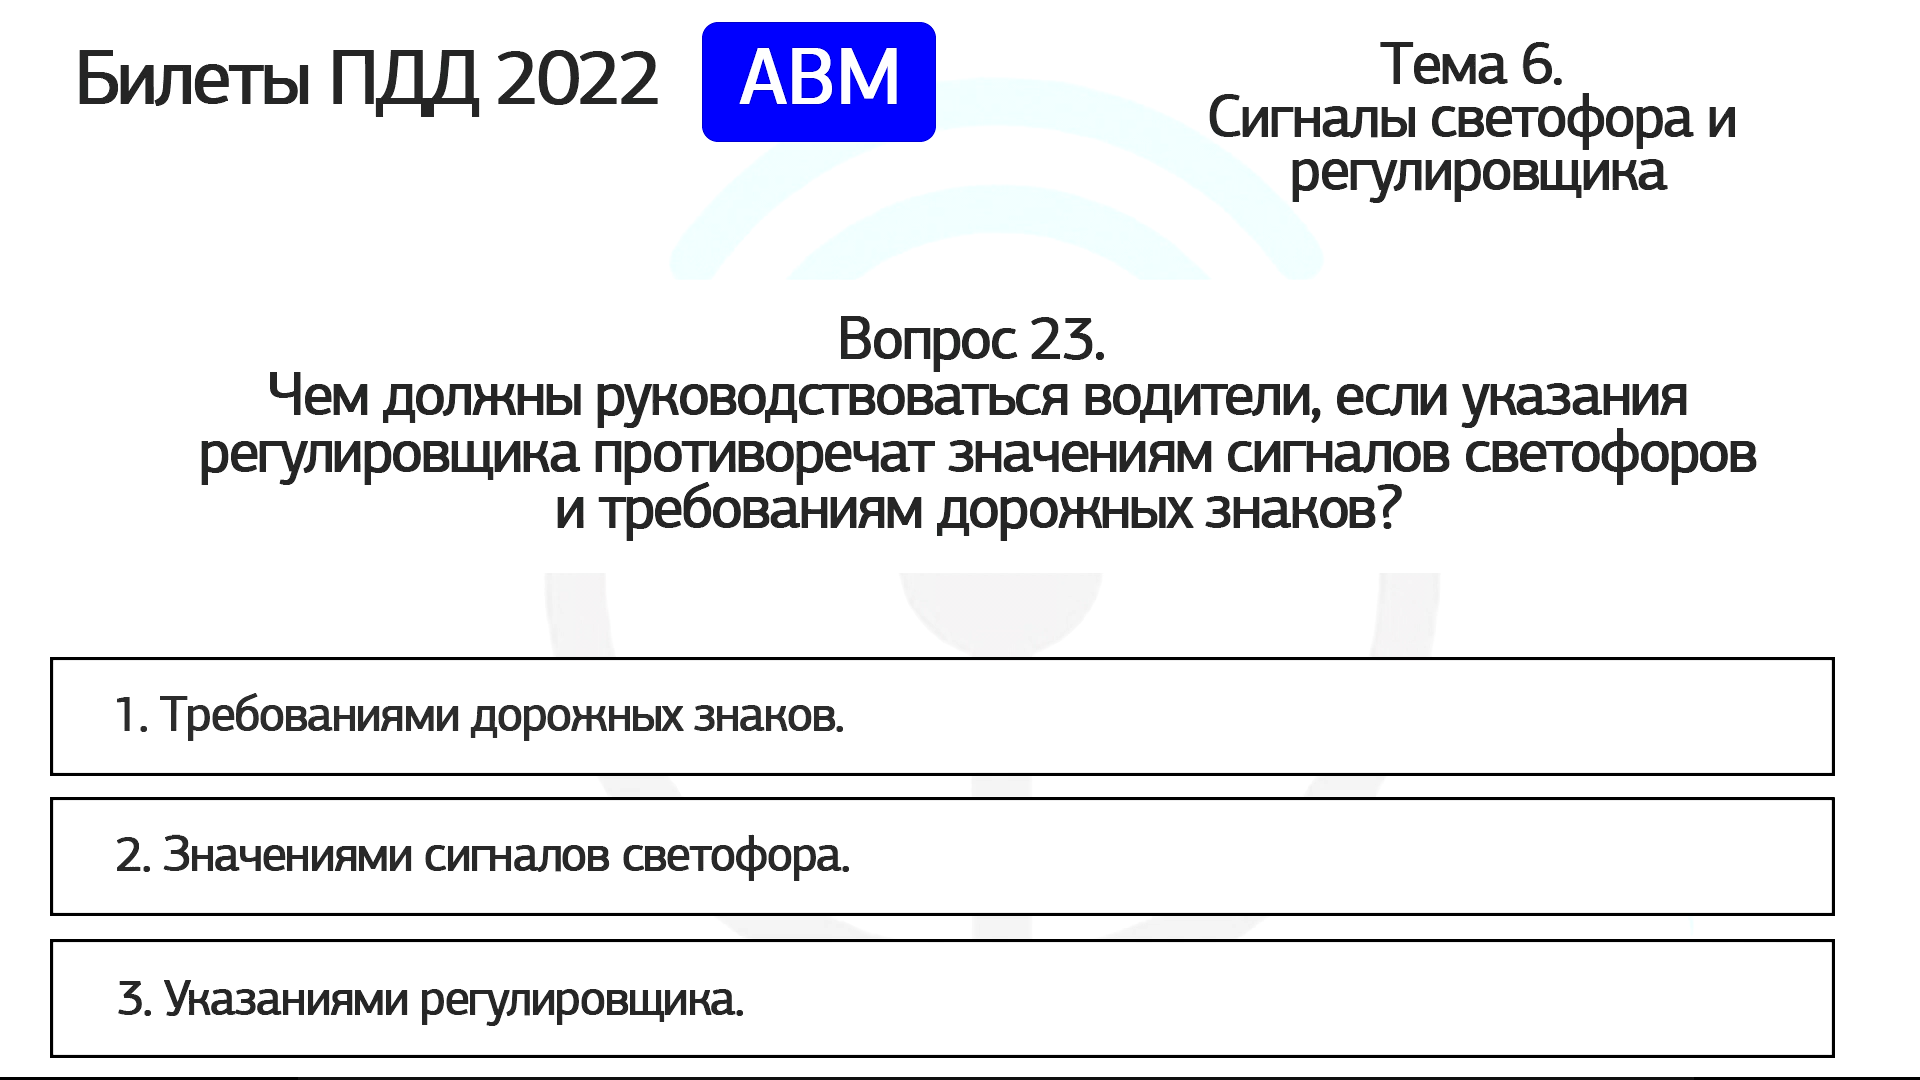 Билеты ПДД 2022
АВМ
Тема 6.
Сигналы светофора и
регулировщика
Вопрос 23.
Чем должны руководствоваться водители, если указания
регулировщика противоречат значениям сигналов светофоров
и требованиям дорожных знаков?
1. Требованиями дорожных знаков.
2. Значениями сигналов светофора.
3. Указаниями регулировщика.